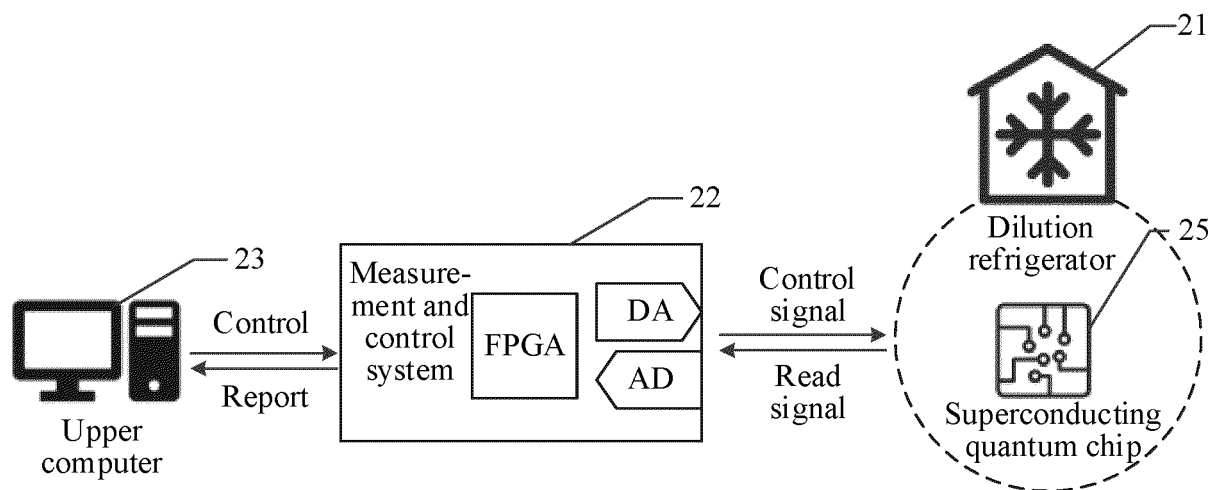 21
22
23
25
Dilution
refrigerator
Measure-
ment and
control
system
FPGA
DA
AD
Control
signal
Read
signal
Control
Report
Superconducting
quantum chip
Upper
computer